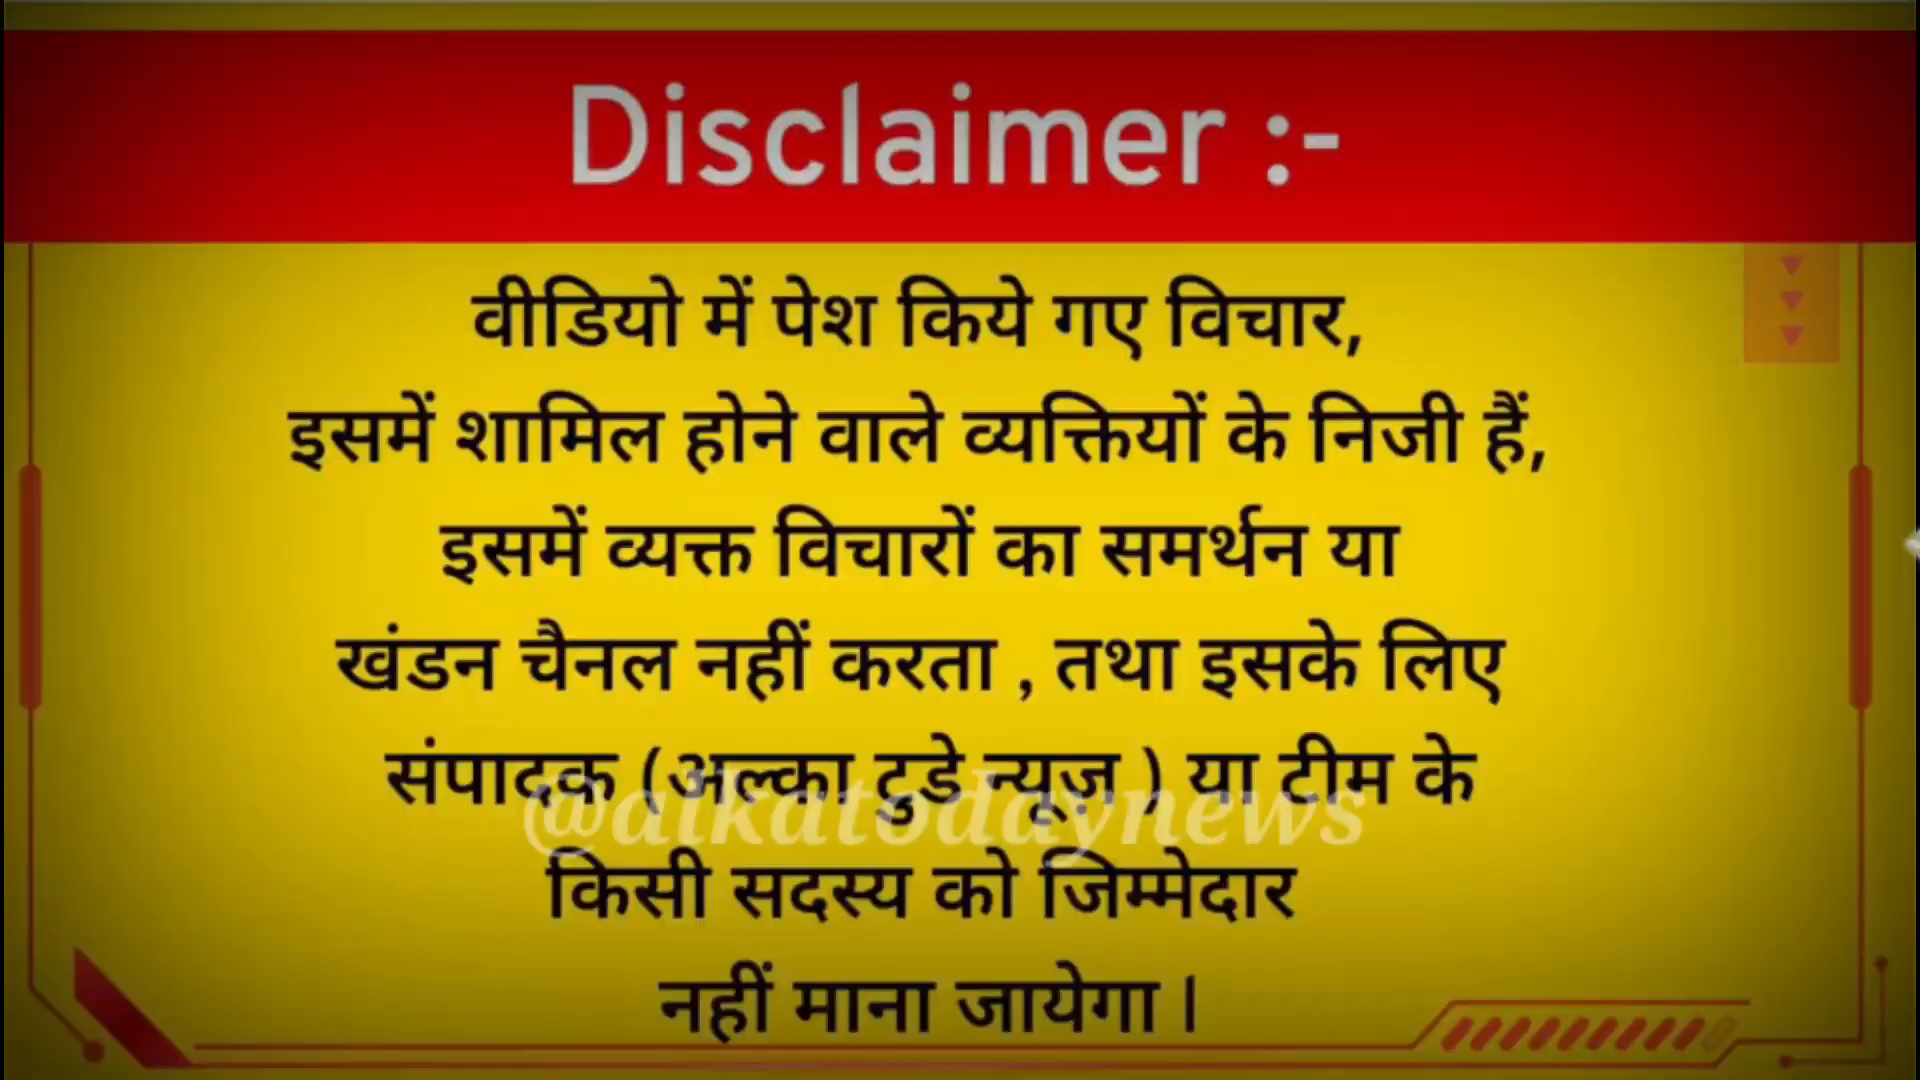 Disclaimer :-
वीडियो में पेश किये गए विचार,
इसमें शामिल होने वाले व्यक्तियों के निजी हैं,
इसमें व्यक्त विचारों का समर्थन या
खंडन चैनल नहीं करता , तथा इसके लिए
संपादक (अल्का टुडे न्यूज़ ) या टीम के
@alkatodaynews
किसी सदस्य को जिम्मेदार
नहीं माना जायेगा ।